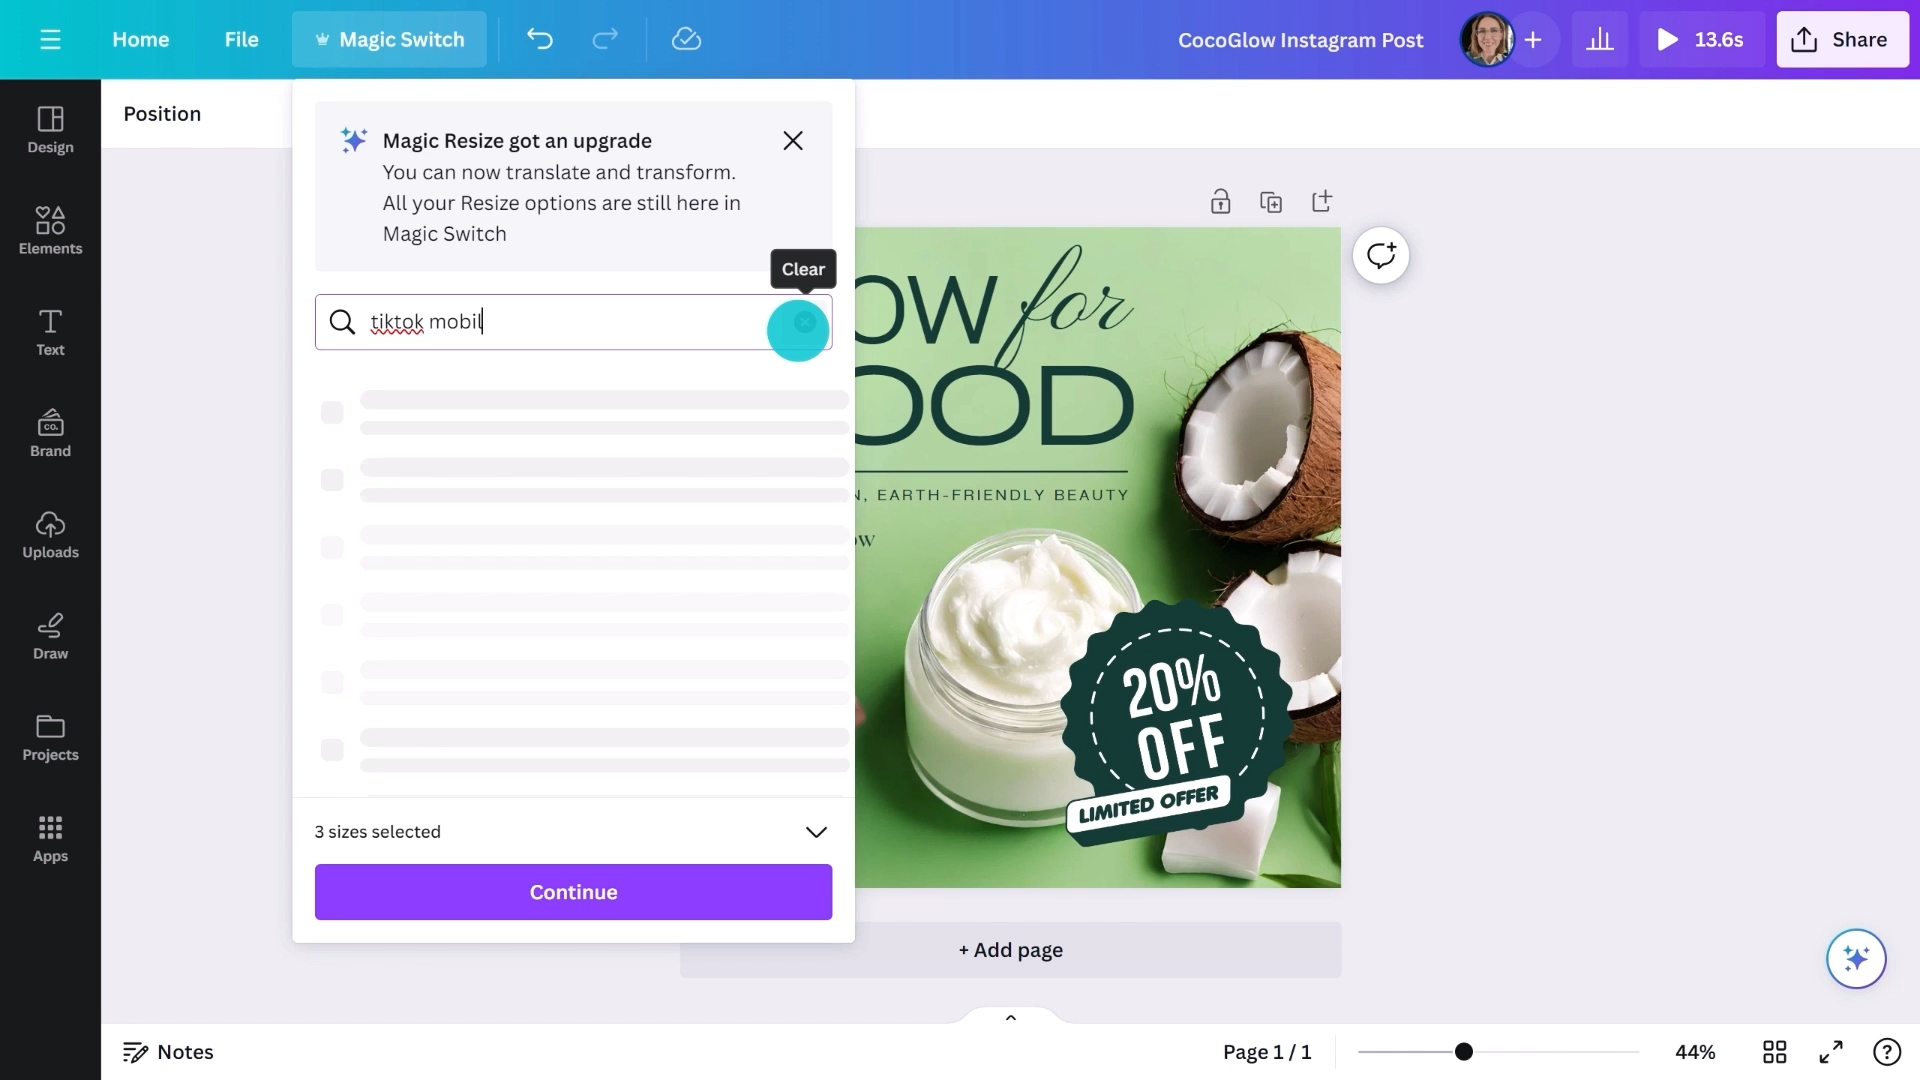 Home
File
Magic Switch
CocoGlow Instagram Post
13.6s
Share
Position
Design
Elements
Text
Brand
CO.
Uploads
Draw
Projects
Apps
Magic Resize got an upgrade
You can now translate and transform.
All your Resize options are still here in
Magic Switch
Clear
tiktok mobil
3 sizes selected
Continue
OW for
OOD
N, EARTH-FRIENDLY BEAUTY
OW
20%
OFF
LIMITED OFFER
+ Add page
Notes
Page 1 / 1
44%